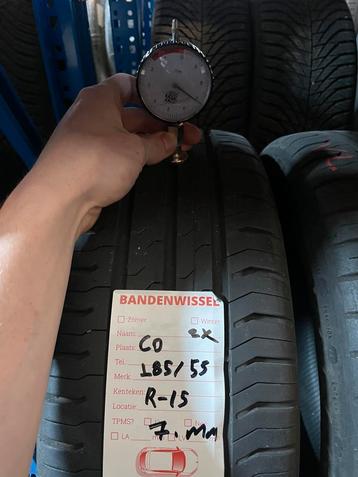 BANDENWISSEL
Zomer Winter
Naam: 2x
Plaats: CO
Tel.: 185/55
Merk:
Kenteken: R-15
Locatie:
TPMS? 7.mm
LA